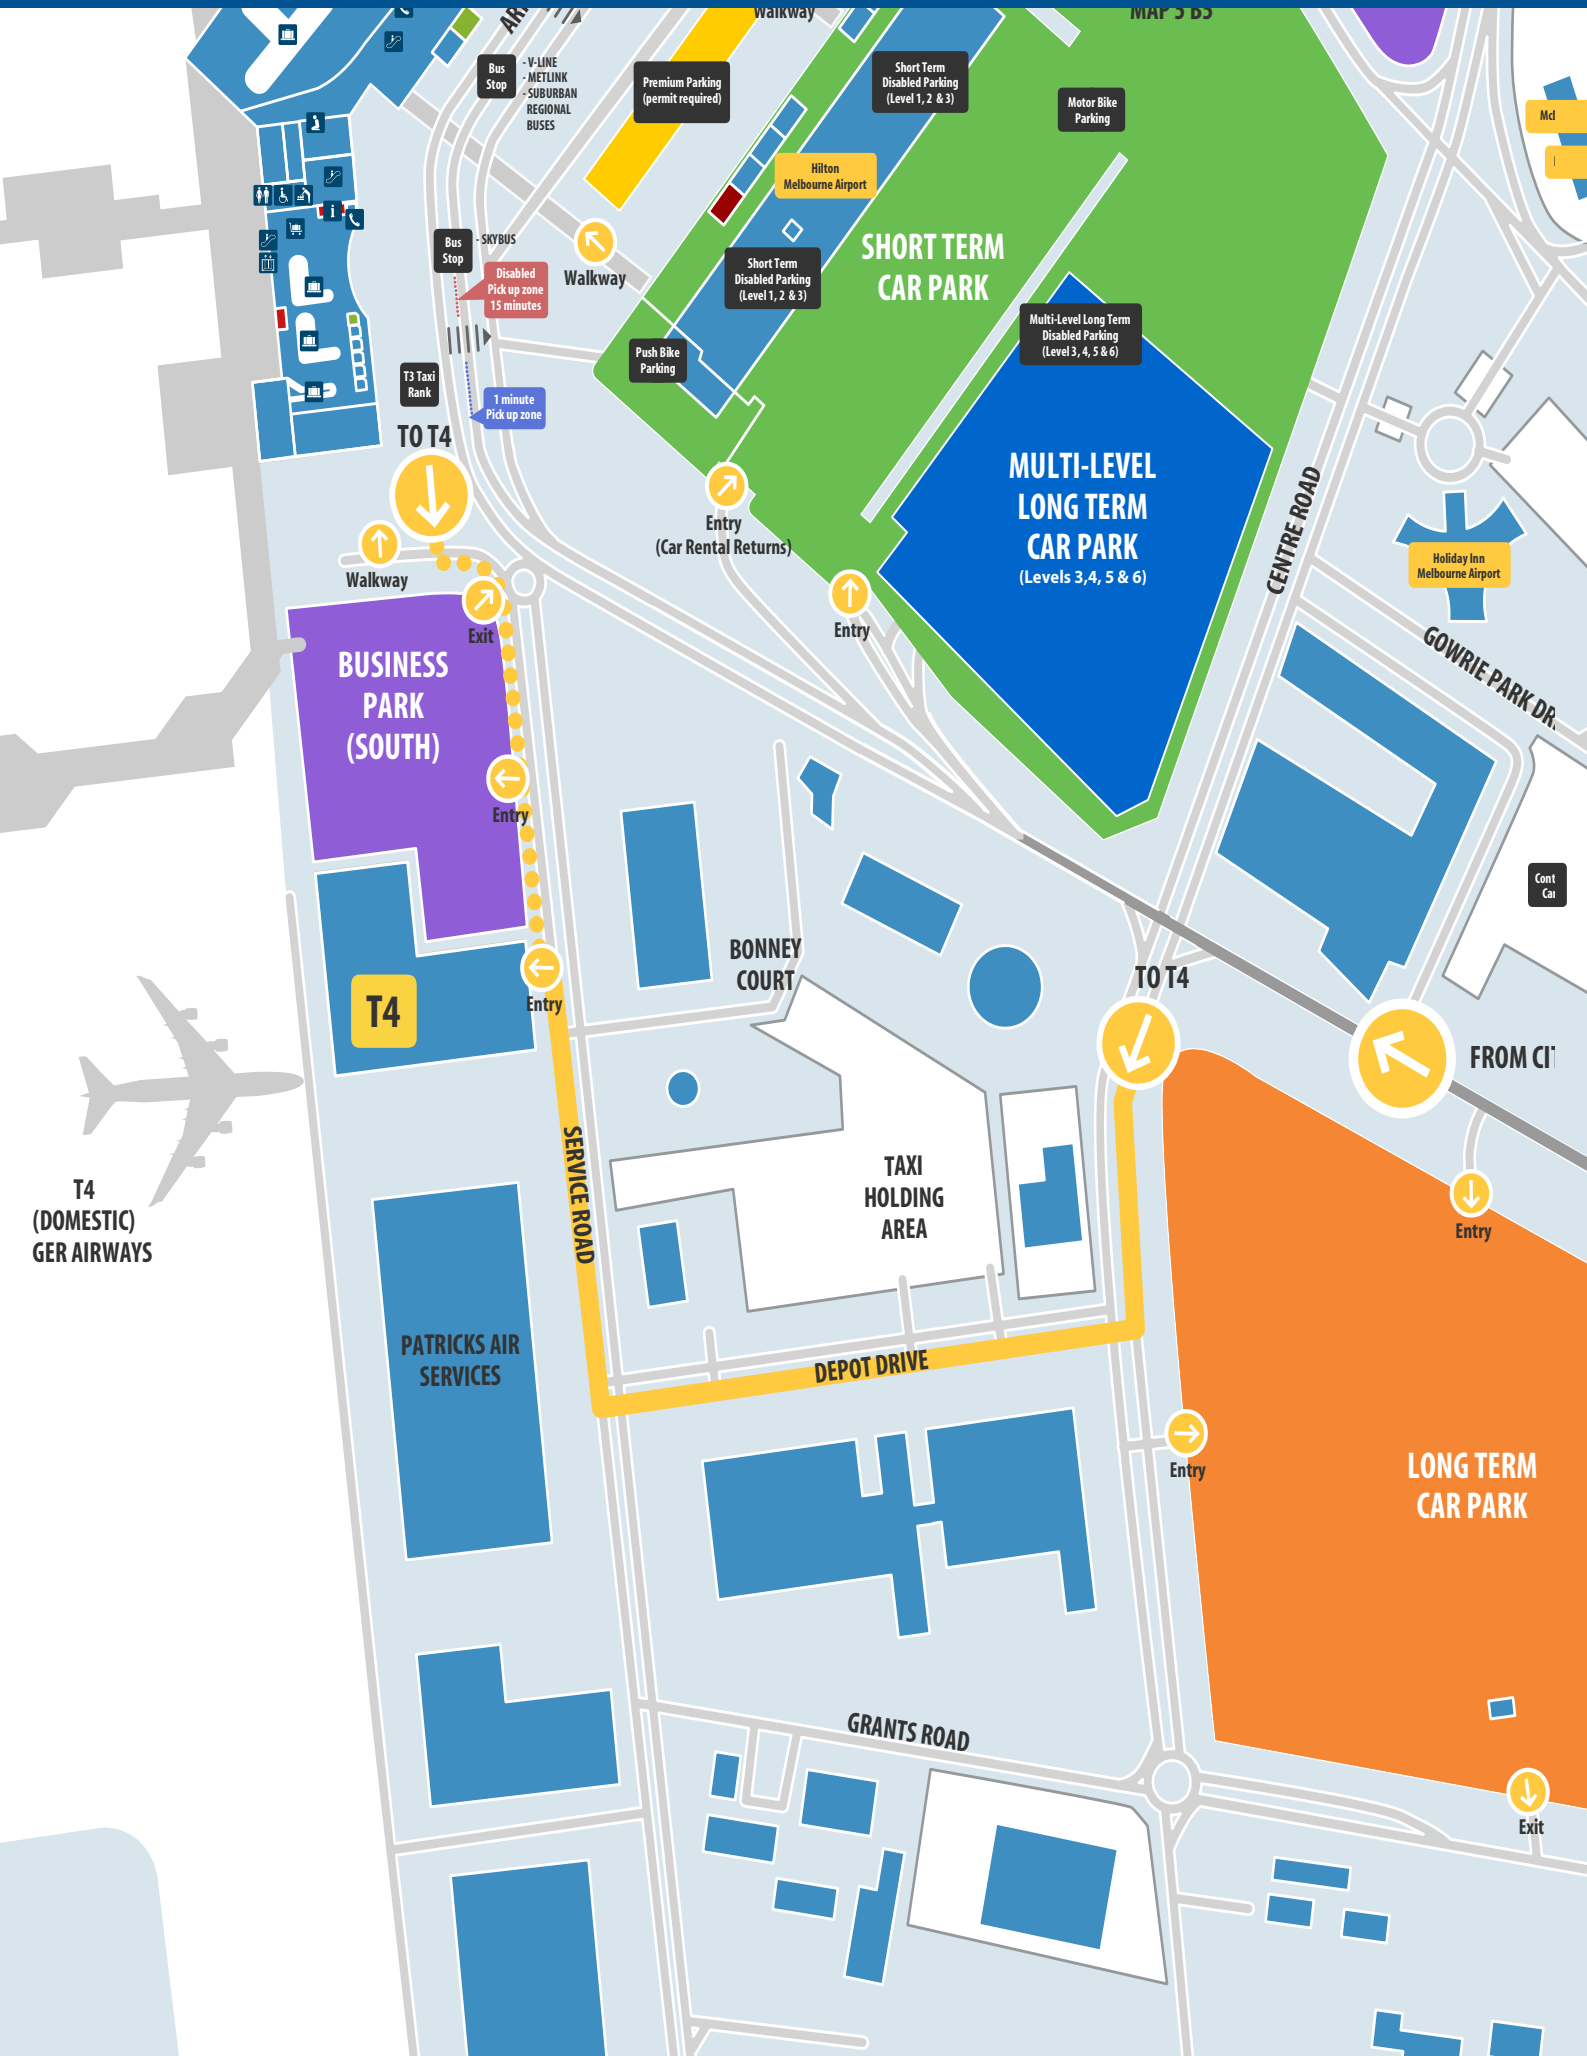 Walkway
MAP 3 B3
Bus
Stop
- V-LINE
- METLINK
- SUBURBAN
REGIONAL
BUSES
Premium Parking
(permit required)
Short Term
Disabled Parking
(Level 1, 2 & 3)
Motor Bike
Parking
Hilton
Melbourne Airport
i
Bus
Stop
- SKYBUS
Disabled
Pick up zone
15 minutes
Walkway
Short Term
Disabled Parking
(Level 1, 2 & 3)
SHORT TERM
CAR PARK
Multi-Level Long Term
Disabled Parking
(Level 3, 4, 5 & 6)
Push Bike
Parking
T3 Taxi
Rank
1 minute
Pick up zone
TO T4
MULTI-LEVEL
LONG TERM
CAR PARK
(Levels 3,4, 5 & 6)
CENTRE ROAD
Entry
(Car Rental Returns)
Holiday Inn
Melbourne Airport
Walkway
Exit
Entry
GOWRIE PARK DR.
BUSINESS
PARK
(SOUTH)
Entry
BONNEY
COURT
TO T4
T4
Entry
FROM CIT
SERVICE ROAD
TAXI
HOLDING
AREA
T4
(DOMESTIC)
GER AIRWAYS
Entry
PATRICKS AIR
SERVICES
DEPOT DRIVE
Entry
LONG TERM
CAR PARK
GRANTS ROAD
Exit